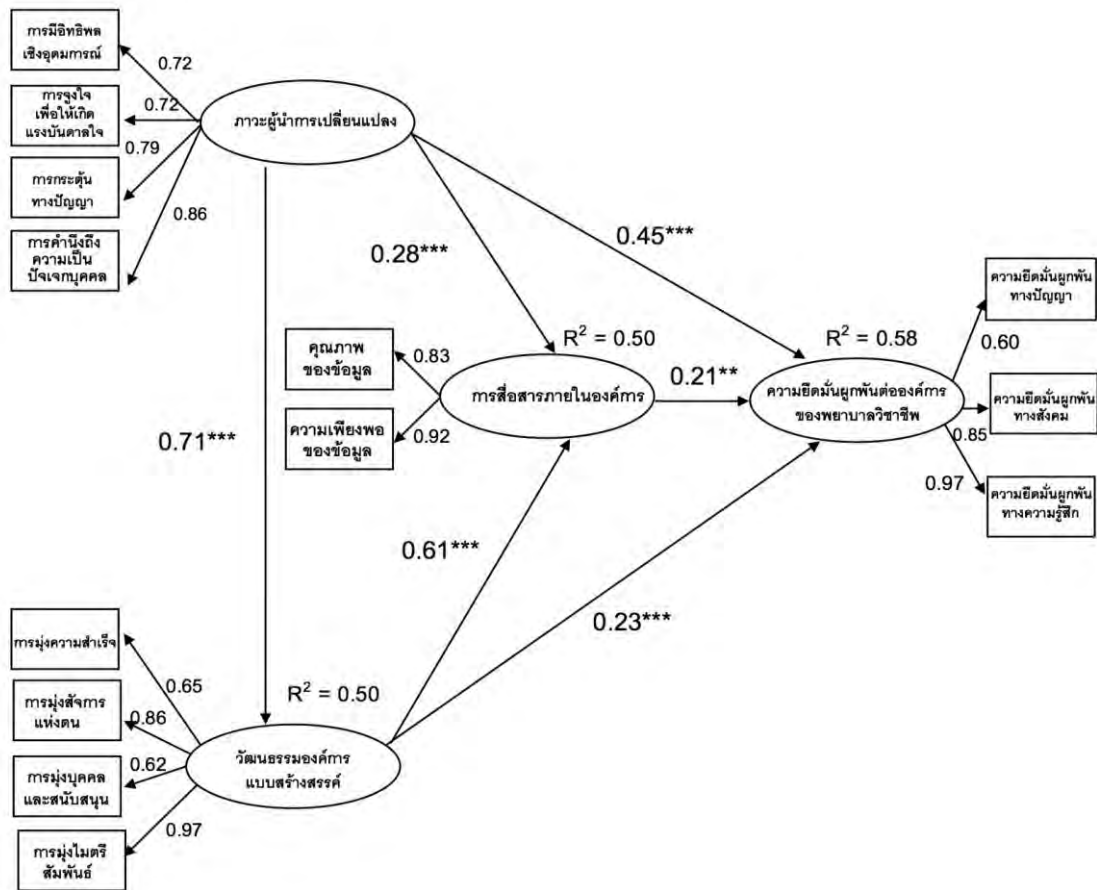 การมีอิทธิพล
เชิงอุดมการณ์
0.72
การจูงใจ
เพื่อให้เกิด
แรงบันดาลใจ
0.72
ภาวะผู้นำการเปลี่ยนแปลง
0.79
การกระตุ้น
ทางปัญญา
0.86
การคำนึงถึง
ความเป็น
ปัจเจกบุคคล
0.45***
0.28***
ความยึดมั่นผูกพัน
ทางปัญญา
0.60
R² = 0.50
R² = 0.58
คุณภาพ
ของข้อมูล
0.83
การสื่อสารภายในองค์การ
0.21**
ความยึดมั่นผูกพันต่อองค์การ
ของพยาบาลวิชาชีพ
ความยึดมั่นผูกพัน
ทางสังคม
0.85
ความเพียงพอ
ของข้อมูล
0.92
0.71***
0.97
ความยึดมั่นผูกพัน
ทางความรู้สึก
0.61***
0.23***
การมุ่งความสำเร็จ
0.65
R² = 0.50
การมุ่งสัจการ
แห่งตน
0.86
วัฒนธรรมองค์การ
แบบสร้างสรรค์
0.62
การมุ่งบุคคล
และสนับสนุน
0.97
การมุ่งไมตรี
สัมพันธ์